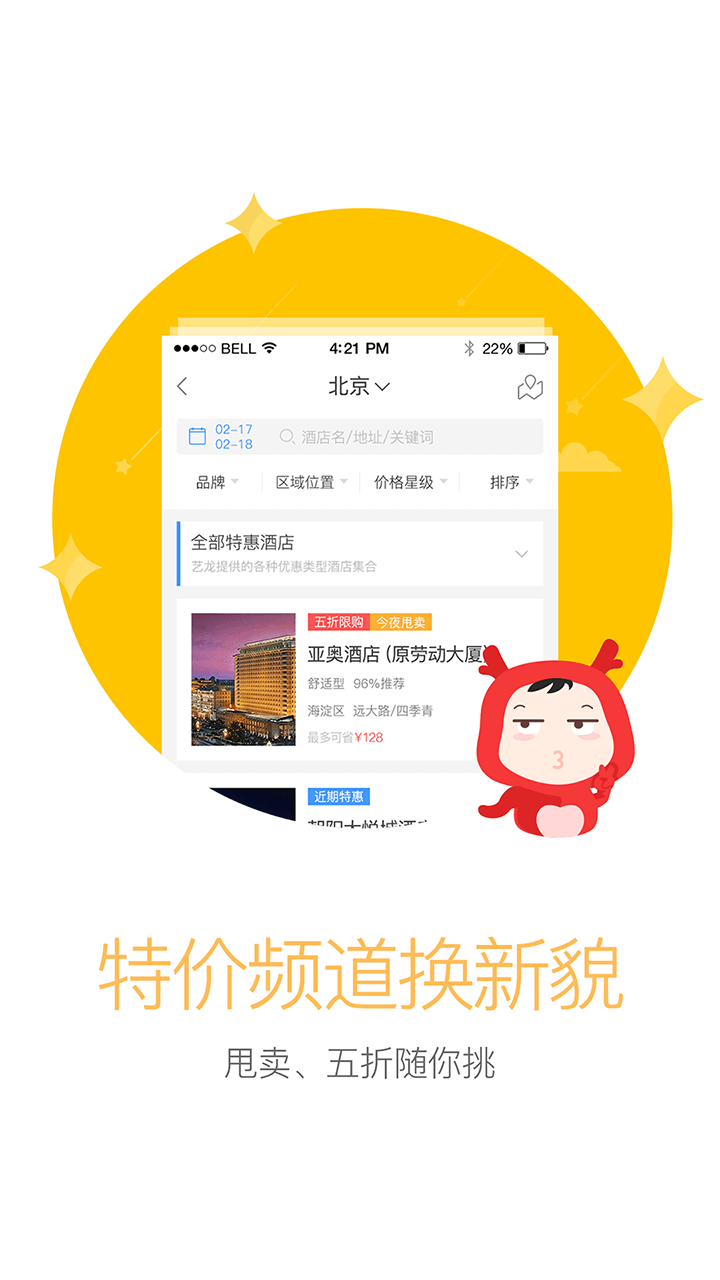 BELL 4:21 PM 22%
北京
02-17
02-18
酒店名/地址/关键词
品牌 区域位置 价格星级 排序
全部特惠酒店
艺龙提供的各种优惠类型酒店集合
五折限购 今夜甩卖
亚奥酒店 (原劳动大厦)
舒适型 96%推荐
海淀区 远大路/四季青
最多可省¥128
近期特惠
特价频道换新貌
甩卖、五折随你挑